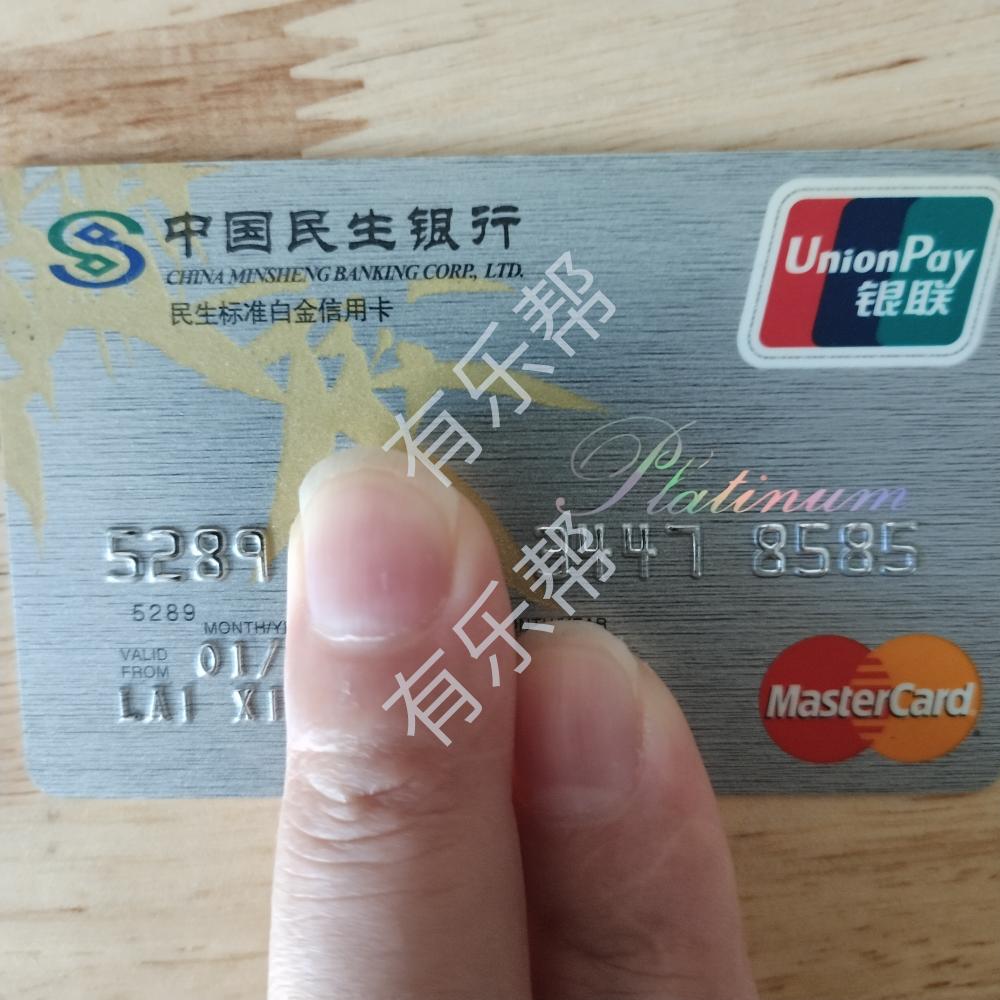 中国民生银行
CHINA MINSHENG BANKING CORP., LTD.
民生标准白金信用卡
UnionPay
银联
有乐帮
Platinum
5289 8585
5289
VALID
FROM
01/
LAI
MasterCard
有乐帮